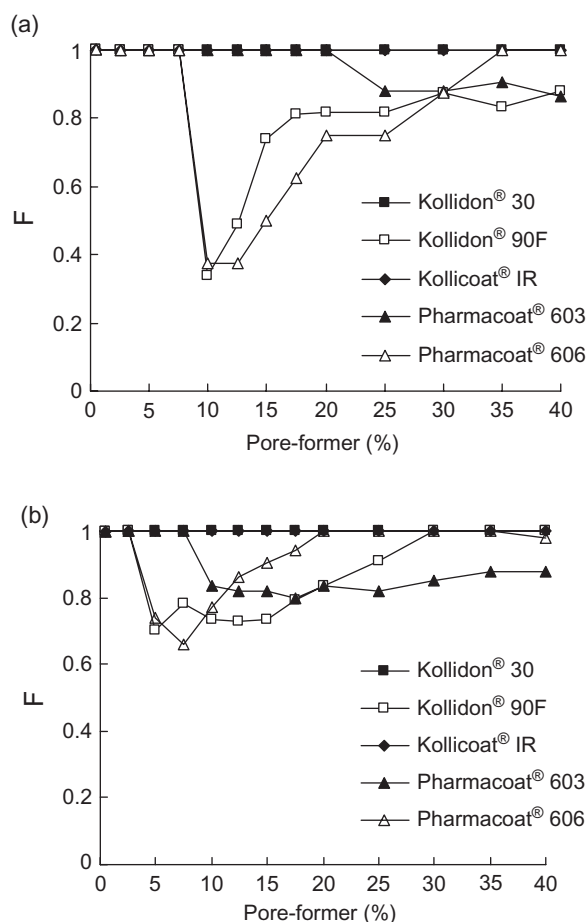 (a)
1
0.8
0.6
0.4
0.2
0
F
Kollidon® 30
Kollidon® 90F
Kollicoat® IR
Pharmacoat® 603
Pharmacoat® 606
0 5 10 15 20 25 30 35 40
Pore-former (%)
(b)
1
0.8
0.6
0.4
0.2
0
F
Kollidon® 30
Kollidon® 90F
Kollicoat® IR
Pharmacoat® 603
Pharmacoat® 606
0 5 10 15 20 25 30 35 40
Pore-former (%)